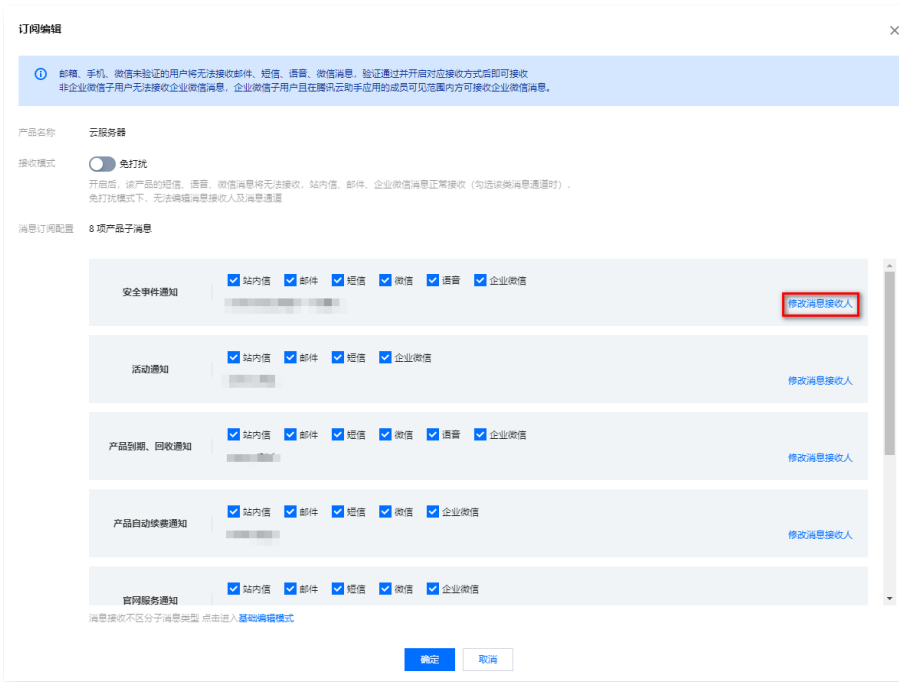 订阅编辑
邮箱、手机、微信未验证的用户将无法接收邮件、短信、语音、微信消息，验证通过并开启对应接收方式后即可接收
非企业微信子用户无法接收企业微信消息，企业微信子用户且在腾讯云助手应用的成员可见范围内方可接收企业微信消息。
产品名称 云服务器
接收模式 免打扰
开启后，该产品的短信、语音、微信消息将无法接收，站内信、邮件、企业微信消息正常接收（勾选该类消息通道时），
免打扰模式下、无法编辑消息接收人及消息通道
消息订阅配置 8 项产品子消息
安全事件通知 站内信 邮件 短信 微信 语音 企业微信
修改消息接收人
活动通知 站内信 邮件 短信 企业微信
修改消息接收人
产品到期、回收通知 站内信 邮件 短信 微信 语音 企业微信
修改消息接收人
产品自动续费通知 站内信 邮件 短信 微信 企业微信
修改消息接收人
官网服务通知 站内信 邮件 短信 微信 企业微信
消息接收不区分子消息类型 点击进入基础编辑模式
确定 取消